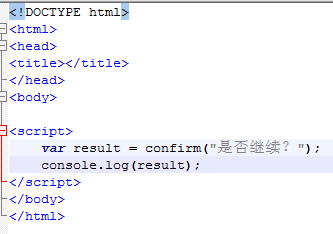 <!DOCTYPE html>
<html>
<head>
<title></title>
</head>
<body>
<script>
var result = confirm("是否继续？");
console.log(result);
</script>
</body>
</html>